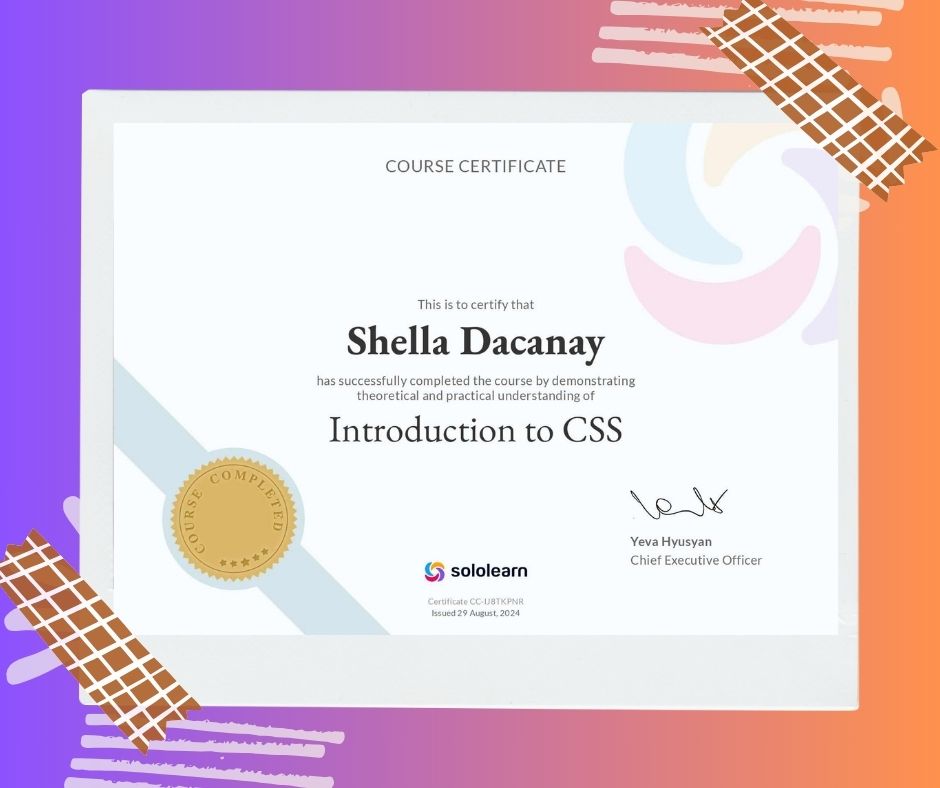 COURSE CERTIFICATE
This is to certify that
Shella Dacanay
has successfully completed the course by demonstrating
theoretical and practical understanding of
Introduction to CSS
COURSE COMPLETED
Yeva Hyusyan
Chief Executive Officer
sololearn
Certificate CC-IJ8TKPNR
Issued 29 August, 2024